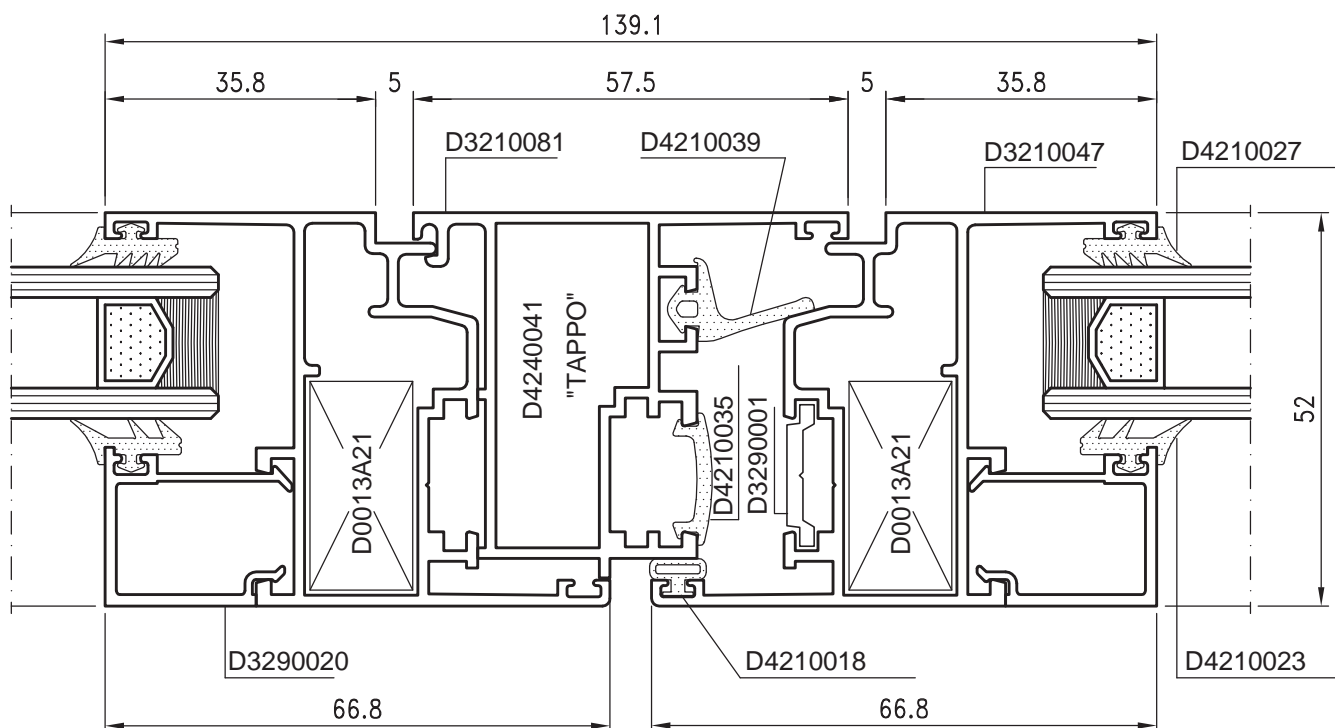 139.1
35.8
5
57.5
5
35.8
D3210081
D4210039
D3210047
D4210027
D4240041
"TAPPO"
D0013A21
D4210035
D3290001
D0013A21
52
D3290020
D4210018
D4210023
66.8
66.8